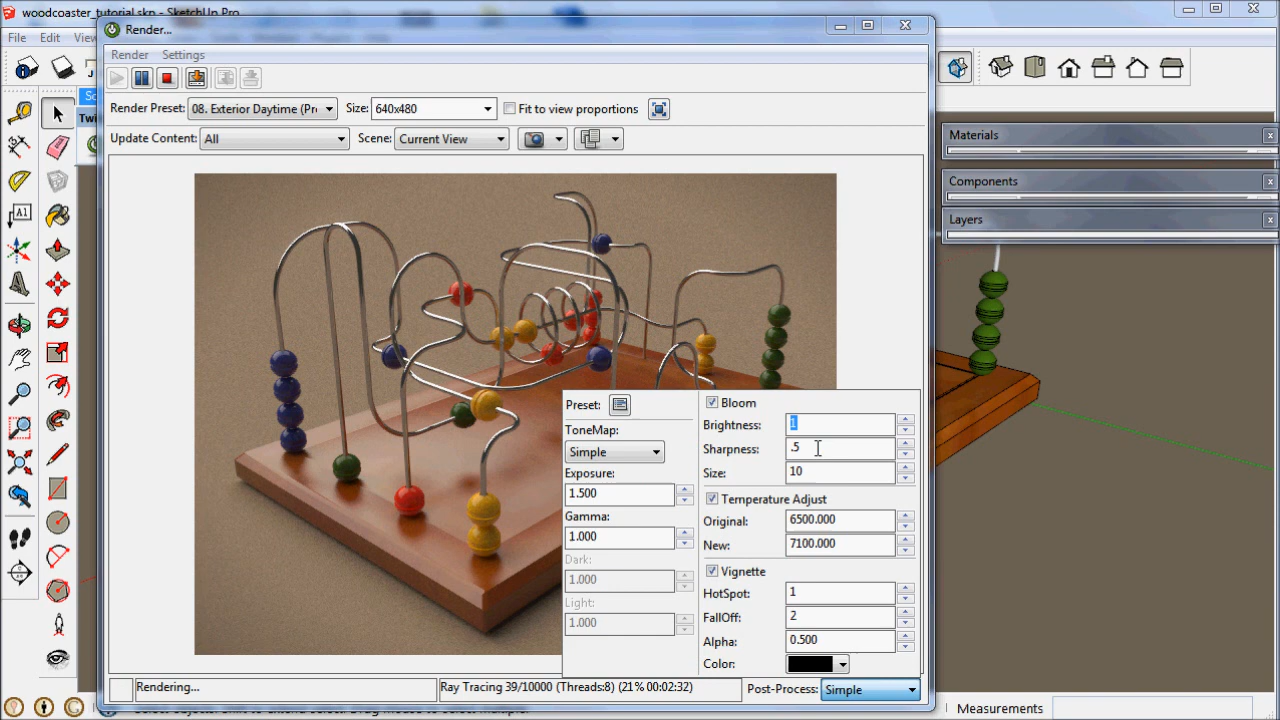 woodcoaster_tutorial.skp - SketchUp Pro
File Edit View
Render...
Render Settings
Render Preset: 08. Exterior Daytime (Pr Size: 640x480 Fit to view proportions
Update Content: All Scene: Current View
Materials
Components
Layers
A1
Preset:
ToneMap:
Simple
Exposure:
1.500
Gamma:
1.000
Dark:
1.000
Light:
1.000
Bloom
Brightness: 1
Sharpness: .5
Size: 10
Temperature Adjust
Original: 6500.000
New: 7100.000
Vignette
HotSpot: 1
FallOff: 2
Alpha: 0.500
Color:
Rendering... Ray Tracing 39/10000 (Threads:8) (21% 00:02:32) Post-Process: Simple
Measurements